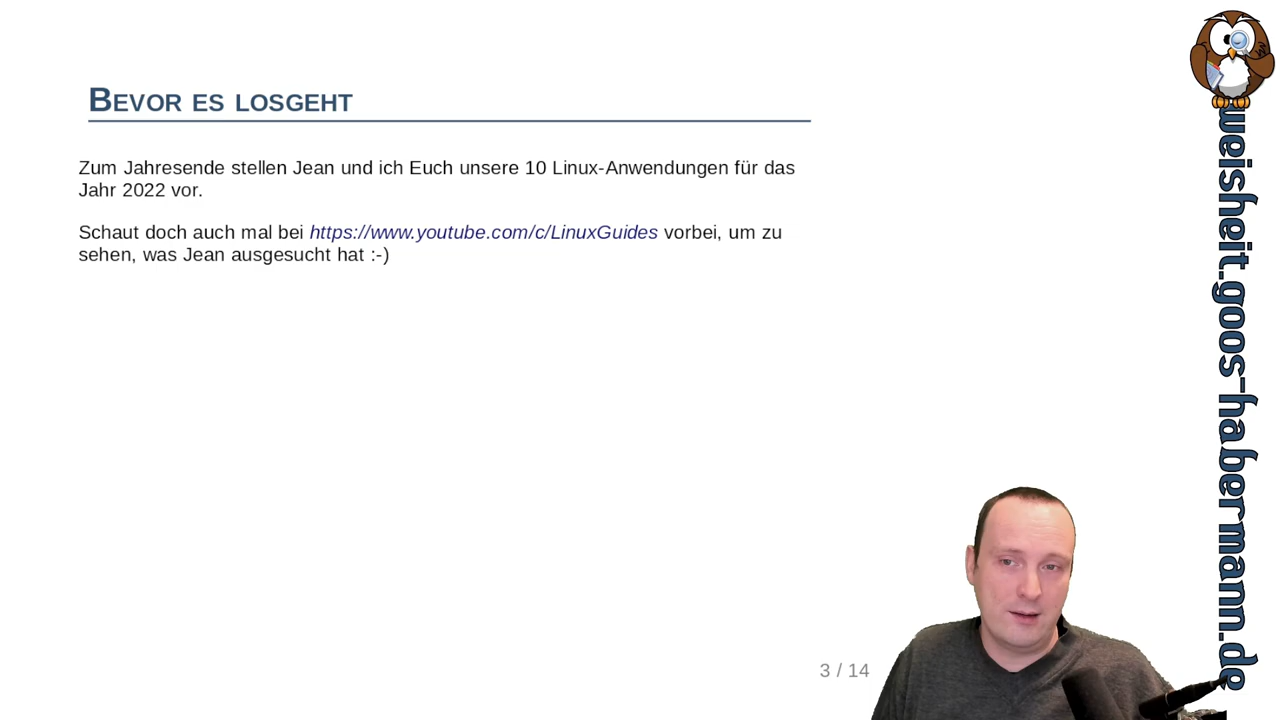 Bevor es losgeht
Zum Jahresende stellen Jean und ich Euch unsere 10 Linux-Anwendungen für das
Jahr 2022 vor.
Schaut doch auch mal bei https://www.youtube.com/c/LinuxGuides vorbei, um zu
sehen, was Jean ausgesucht hat :-)
3 / 14
weisheit.goos-habermann.de